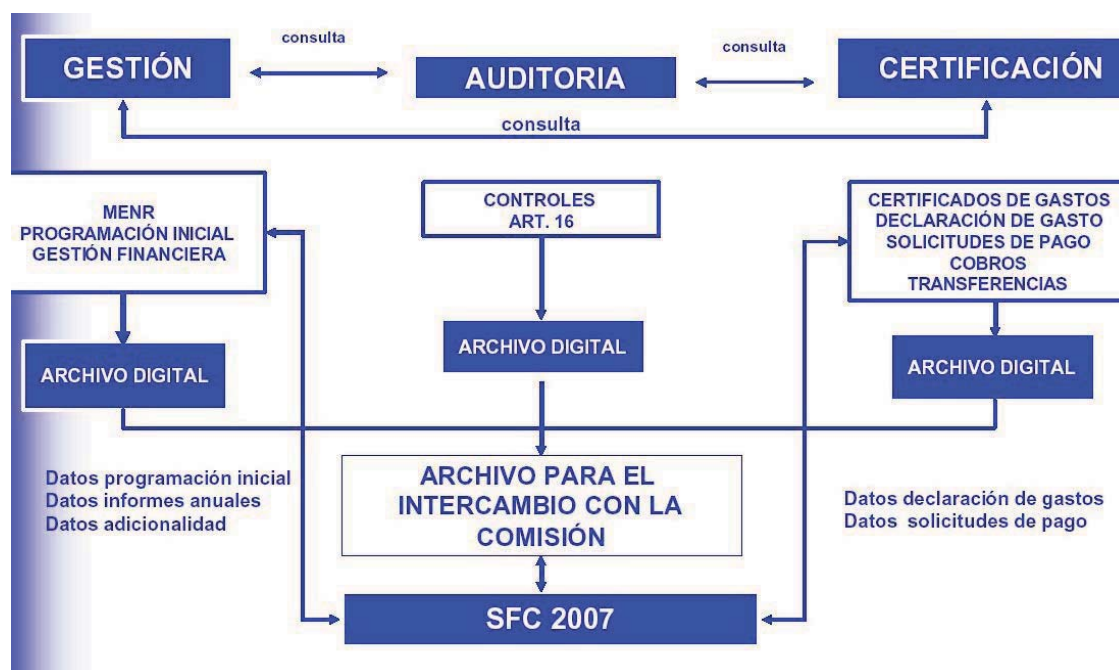 consulta
consulta
GESTIÓN
AUDITORIA
CERTIFICACIÓN
consulta
MENR
PROGRAMACIÓN INICIAL
GESTIÓN FINANCIERA
CONTROLES
ART. 16
CERTIFICADOS DE GASTOS
DECLARACIÓN DE GASTO
SOLICITUDES DE PAGO
COBROS
TRANSFERENCIAS
ARCHIVO DIGITAL
ARCHIVO DIGITAL
ARCHIVO DIGITAL
Datos programación inicial
Datos informes anuales
Datos adicionalidad
ARCHIVO PARA EL
INTERCAMBIO CON LA
COMISIÓN
Datos declaración de gastos
Datos solicitudes de pago
SFC 2007